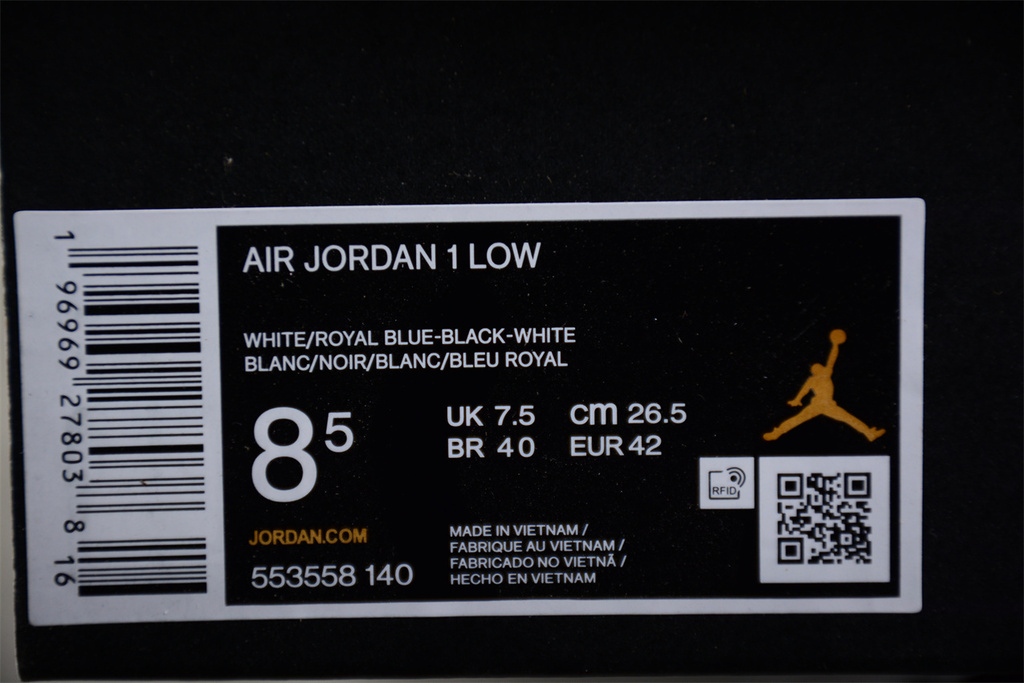 AIR JORDAN 1 LOW
WHITE/ROYAL BLUE-BLACK-WHITE
BLANC/NOIR/BLANC/BLEU ROYAL
8 5
UK 7.5 cm 26.5
BR 40 EUR 42
RFID
JORDAN.COM
553558 140
MADE IN VIETNAM /
FABRIQUE AU VIETNAM /
FABRICADO NO VIETNÃ /
HECHO EN VIETNAM
1 96969 27803 8 16